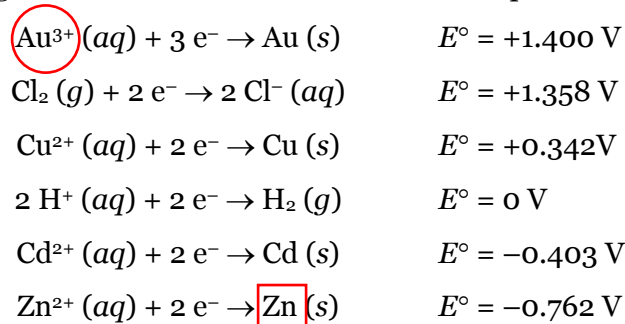 Au³⁺ (aq) + 3 e⁻ → Au (s) E° = +1.400 V
Cl₂ (g) + 2 e⁻ → 2 Cl⁻ (aq) E° = +1.358 V
Cu²⁺ (aq) + 2 e⁻ → Cu (s) E° = +0.342V
2 H⁺ (aq) + 2 e⁻ → H₂ (g) E° = 0 V
Cd²⁺ (aq) + 2 e⁻ → Cd (s) E° = –0.403 V
Zn²⁺ (aq) + 2 e⁻ → Zn (s) E° = –0.762 V